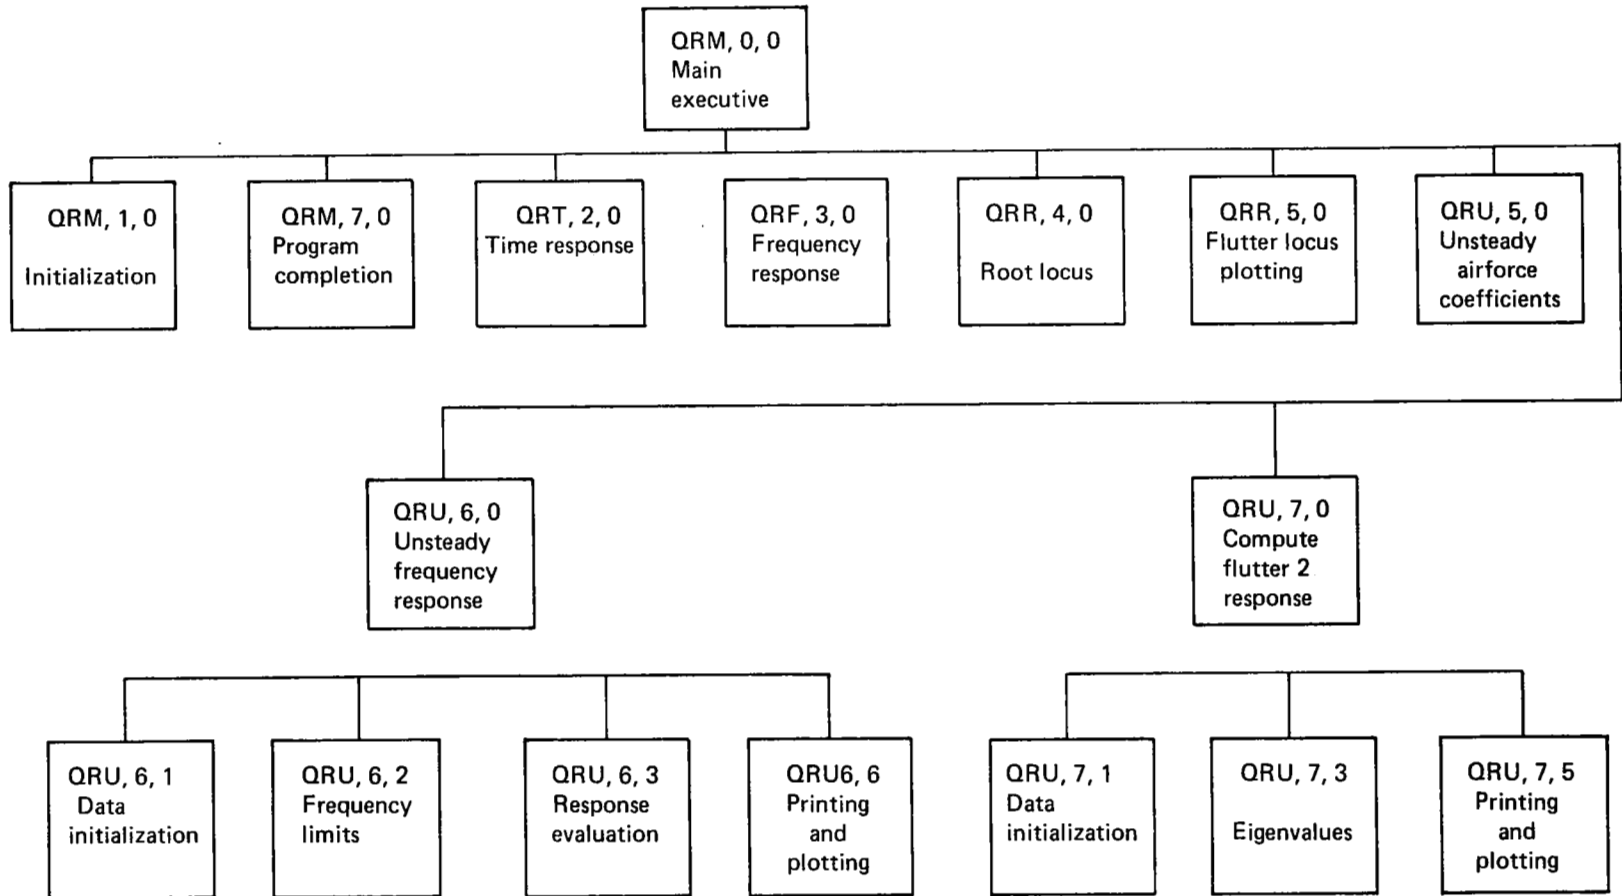 QRM, 0, 0
Main
executive
QRM, 1, 0
Initialization
QRM, 7, 0
Program
completion
QRT, 2, 0
Time response
QRF, 3, 0
Frequency
response
QRR, 4, 0
Root locus
QRR, 5, 0
Flutter locus
plotting
QRU, 5, 0
Unsteady
airforce
coefficients
QRU, 6, 0
Unsteady
frequency
response
QRU, 7, 0
Compute
flutter 2
response
QRU, 6, 1
Data
initialization
QRU, 6, 2
Frequency
limits
QRU, 6, 3
Response
evaluation
QRU6, 6
Printing
and
plotting
QRU, 7, 1
Data
initialization
QRU, 7, 3
Eigenvalues
QRU, 7, 5
Printing
and
plotting